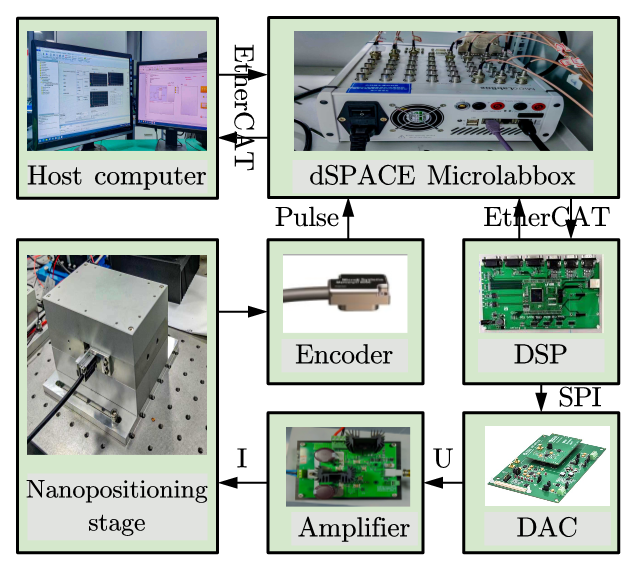 EtherCAT
Host computer
dSPACE Microlabbox
Pulse
EtherCAT
Encoder
DSP
SPI
Nanopositioning
stage
I
Amplifier
U
DAC